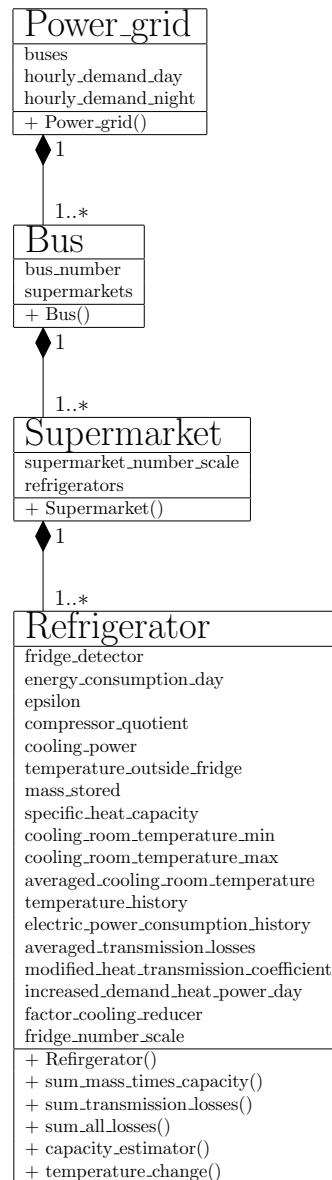 Power_grid
buses
hourly_demand_day
hourly_demand_night
+ Power_grid()
1
1..*
Bus
bus_number
supermarkets
+ Bus()
1
1..*
Supermarket
supermarket_number_scale
refrigerators
+ Supermarket()
1
1..*
Refrigerator
fridge_detector
energy_consumption_day
epsilon
compressor_quotient
cooling_power
temperature_outside_fridge
mass_stored
specific_heat_capacity
cooling_room_temperature_min
cooling_room_temperature_max
averaged_cooling_room_temperature
temperature_history
electric_power_consumption_history
averaged_transmission_losses
modified_heat_transmission_coefficient
increased_demand_heat_power_day
factor_cooling_reducer
fridge_number_scale
+ Refirgerator()
+ sum_mass_times_capacity()
+ sum_transmission_losses()
+ sum_all_losses()
+ capacity_estimator()
+ temperature_change()